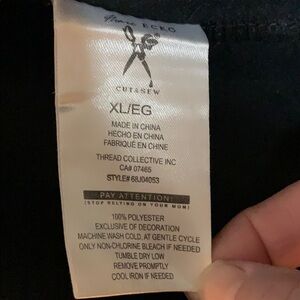 Marc ECKO
CUT&SEW
XL/EG
MADE IN CHINA
HECHO EN CHINA
FABRIQUÉ EN CHINE
THREAD COLLECTIVE INC
CA# 07465
STYLE# 68J04053
PAY ATTENTION!
(STOP RELYING ON YOUR MOM)
100% POLYESTER
EXCLUSIVE OF DECORATION
MACHINE WASH COLD, AT GENTLE CYCLE
ONLY NON-CHLORINE BLEACH IF NEEDED
TUMBLE DRY LOW
REMOVE PROMPTLY
COOL IRON IF NEEDED